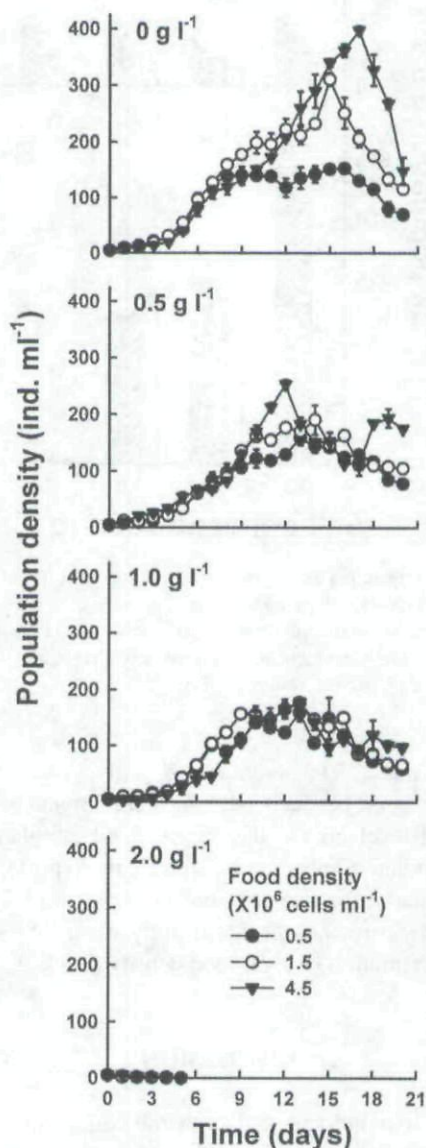 0 g l⁻¹
400
300
200
100
0
0.5 g l⁻¹
400
300
200
100
0
1.0 g l⁻¹
400
300
200
100
0
2.0 g l⁻¹
400
300
200
100
0
Food density
(X10⁶ cells ml⁻¹)
0.5
1.5
4.5
0 3 6 9 12 15 18 21
Time (days)
Population density (ind. ml⁻¹)